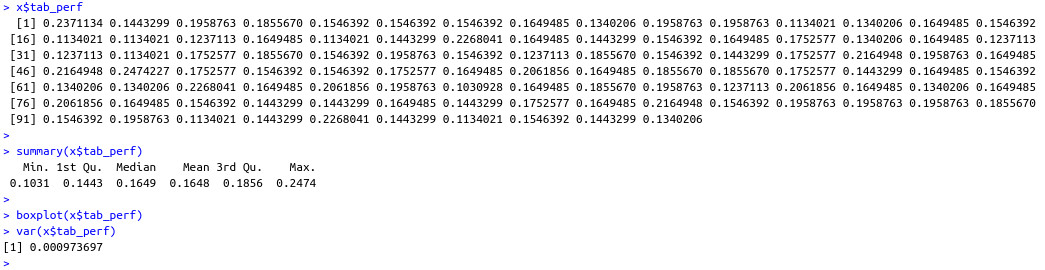 > x$tab_perf
[1] 0.2371134 0.1443299 0.1958763 0.1855670 0.1546392 0.1546392 0.1546392 0.1649485 0.1340206 0.1958763 0.1958763 0.1134021 0.1340206 0.1649485 0.1546392
[16] 0.1134021 0.1134021 0.1237113 0.1649485 0.1134021 0.1443299 0.2268041 0.1649485 0.1443299 0.1546392 0.1649485 0.1752577 0.1340206 0.1649485 0.1237113
[31] 0.1237113 0.1134021 0.1752577 0.1855670 0.1546392 0.1958763 0.1546392 0.1237113 0.1855670 0.1546392 0.1443299 0.1752577 0.2164948 0.1958763 0.1649485
[46] 0.2164948 0.2474227 0.1752577 0.1546392 0.1546392 0.1752577 0.1649485 0.2061856 0.1649485 0.1855670 0.1855670 0.1752577 0.1443299 0.1649485 0.1546392
[61] 0.1340206 0.1340206 0.2268041 0.1649485 0.2061856 0.1958763 0.1030928 0.1649485 0.1855670 0.1958763 0.1237113 0.2061856 0.1649485 0.1340206 0.1649485
[76] 0.2061856 0.1649485 0.1546392 0.1443299 0.1443299 0.1649485 0.1443299 0.1752577 0.1649485 0.2164948 0.1546392 0.1958763 0.1958763 0.1958763 0.1855670
[91] 0.1546392 0.1958763 0.1134021 0.1443299 0.2268041 0.1443299 0.1134021 0.1546392 0.1443299 0.1340206
>
> summary(x$tab_perf)
Min. 1st Qu. Median Mean 3rd Qu. Max.
0.1031 0.1443 0.1649 0.1648 0.1856 0.2474
>
> boxplot(x$tab_perf)
> var(x$tab_perf)
[1] 0.000973697
>